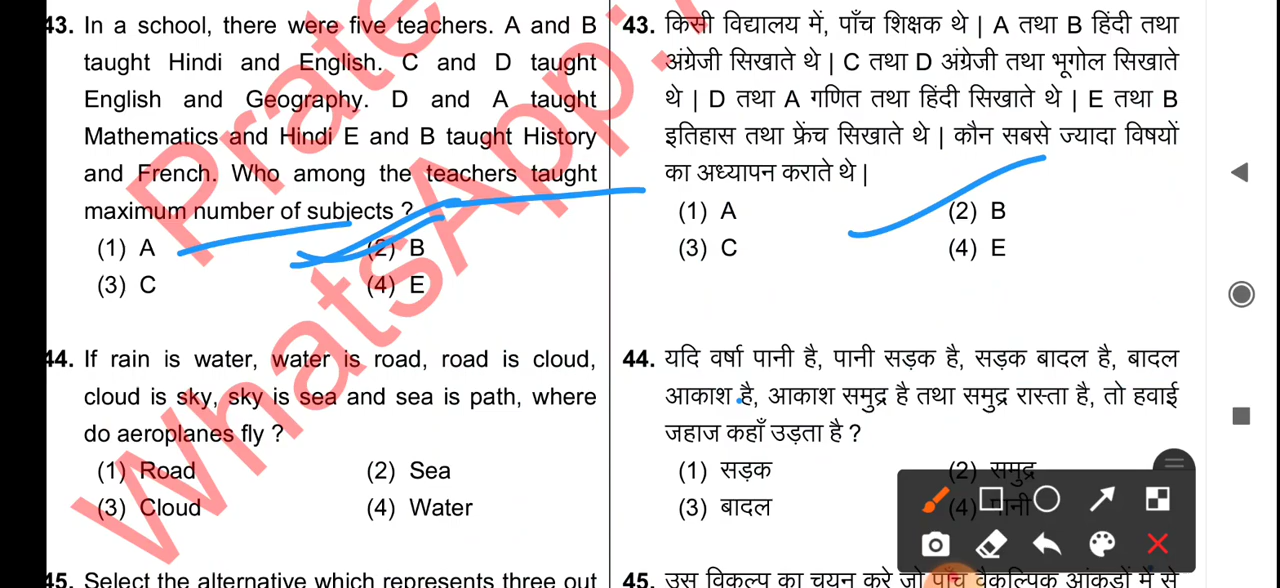 43. In a school, there were five teachers. A and B
taught Hindi and English. C and D taught
English and Geography. D and A taught
Mathematics and Hindi E and B taught History
and French. Who among the teachers taught
maximum number of subjects ?
(1) A (2) B
(3) C (4) E
44. If rain is water, water is road, road is cloud,
cloud is sky, sky is sea and sea is path, where
do aeroplanes fly ?
(1) Road (2) Sea
(3) Cloud (4) Water
45. Select the alternative which represents three out
43. किसी विद्यालय में, पाँच शिक्षक थे | A तथा B हिंदी तथा
अंग्रेजी सिखाते थे | C तथा D अंग्रेजी तथा भूगोल सिखाते
थे | D तथा A गणित तथा हिंदी सिखाते थे | E तथा B
इतिहास तथा फ्रेंच सिखाते थे | कौन सबसे ज्यादा विषयों
का अध्यापन कराते थे |
(1) A (2) B
(3) C (4) E
44. यदि वर्षा पानी है, पानी सड़क है, सड़क बादल है, बादल
आकाश है, आकाश समुद्र है तथा समुद्र रास्ता है, तो हवाई
जहाज कहाँ उड़ता है ?
(1) सड़क (2) समुद्र
(3) बादल (4) पानी
45. उस विकल्प का चयन करे जो पाँच वैकल्पिक आंकड़ों में से
WhatsApp